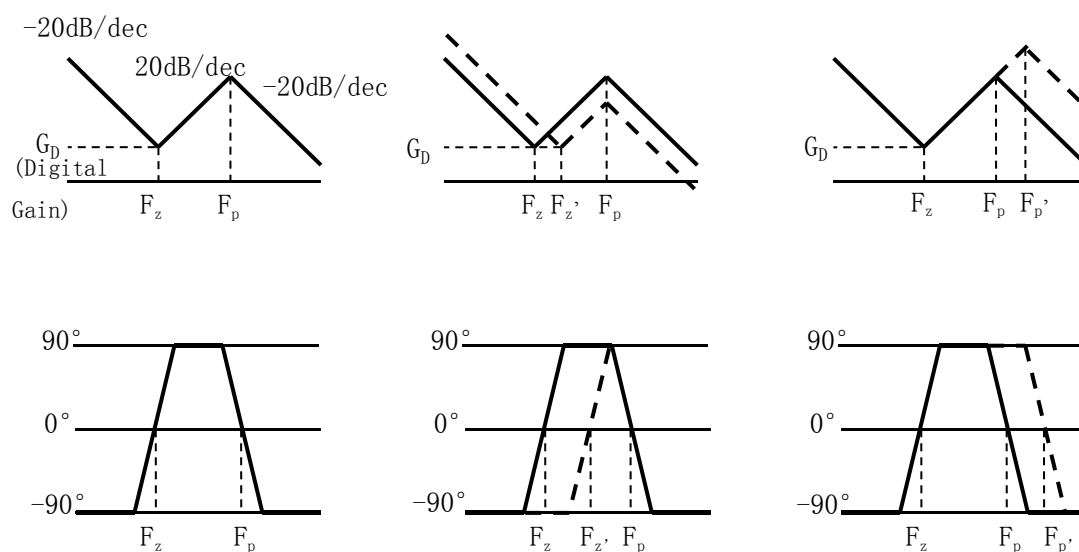 -20dB/dec
20dB/dec
-20dB/dec
G_D
(Digital
Gain)
F_z F_p
G_D
F_z F_z' F_p
G_D
F_z F_p F_p'
90°
0°
-90°
F_z F_p
90°
0°
-90°
F_z F_z' F_p
90°
0°
-90°
F_z F_p F_p'